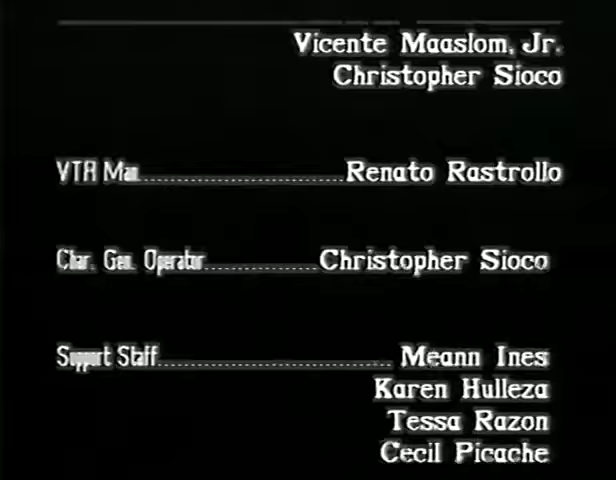 Vicente Maaslom, Jr.
Christopher Sioco
VTR Man..............................Renato Rastrollo
Char. Gen. Operator.................Christopher Sioco
Support Staff...................................Meann Ines
Karen Hulleza
Tessa Razon
Cecil Picache